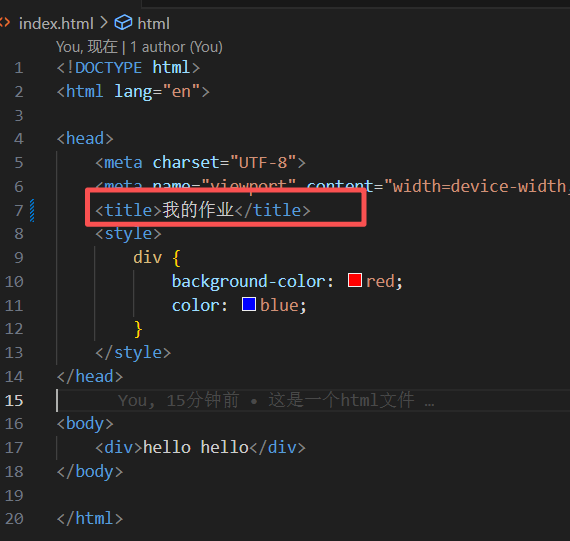 index.html > html
You, 现在 | 1 author (You)
1 <!DOCTYPE html>
2 <html lang="en">
3
4 <head>
5 <meta charset="UTF-8">
6 <meta name="viewport" content="width=device-width,
7 <title>我的作业</title>
8 <style>
9 div {
10 background-color: red;
11 color: blue;
12 }
13 </style>
14 </head>
15 You, 15分钟前 • 这是一个html文件 …
16 <body>
17 <div>hello hello</div>
18 </body>
19
20 </html>